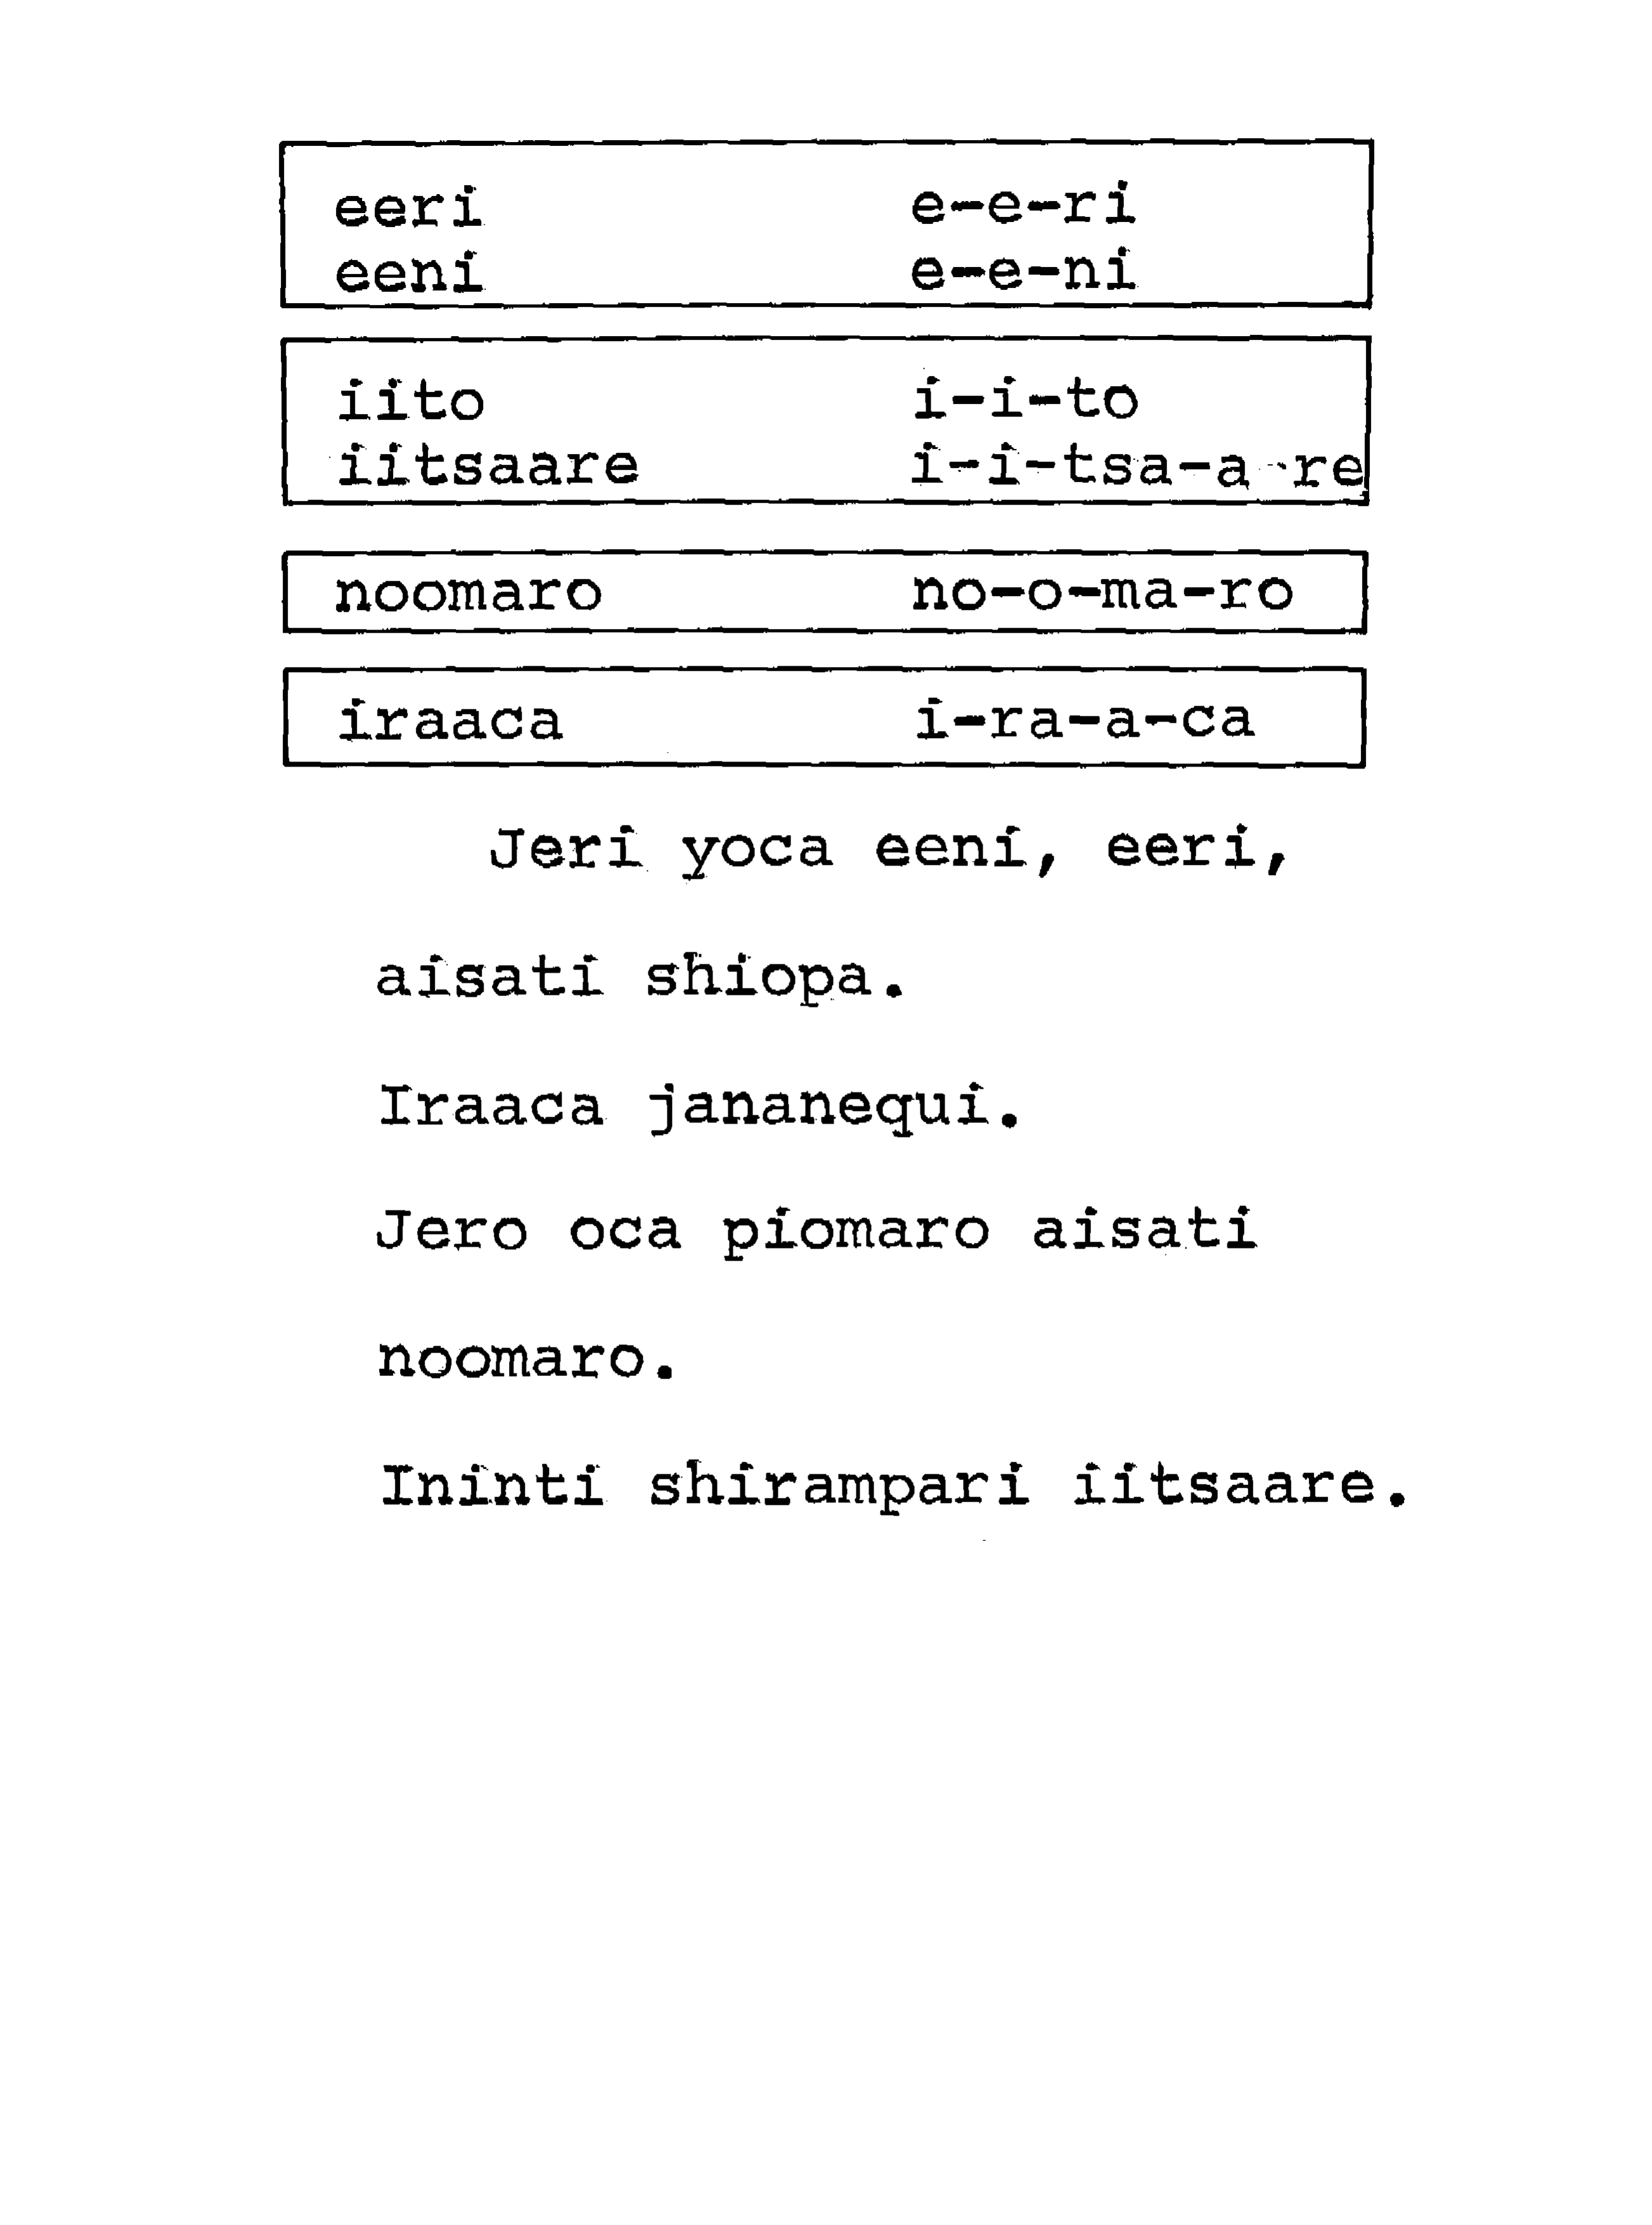 eeri e-e-ri
eeni e-e-ni
iito i-i-to
iitsaare i-i-tsa-a-re
noomaro no-o-ma-ro
iraaca i-ra-a-ca
Jeri yoca eeni, eeri,
aisati shiopa.
Iraaca jananequi.
Jero oca piomaro aisati
noomaro.
Ininti shirampari iitsaare.